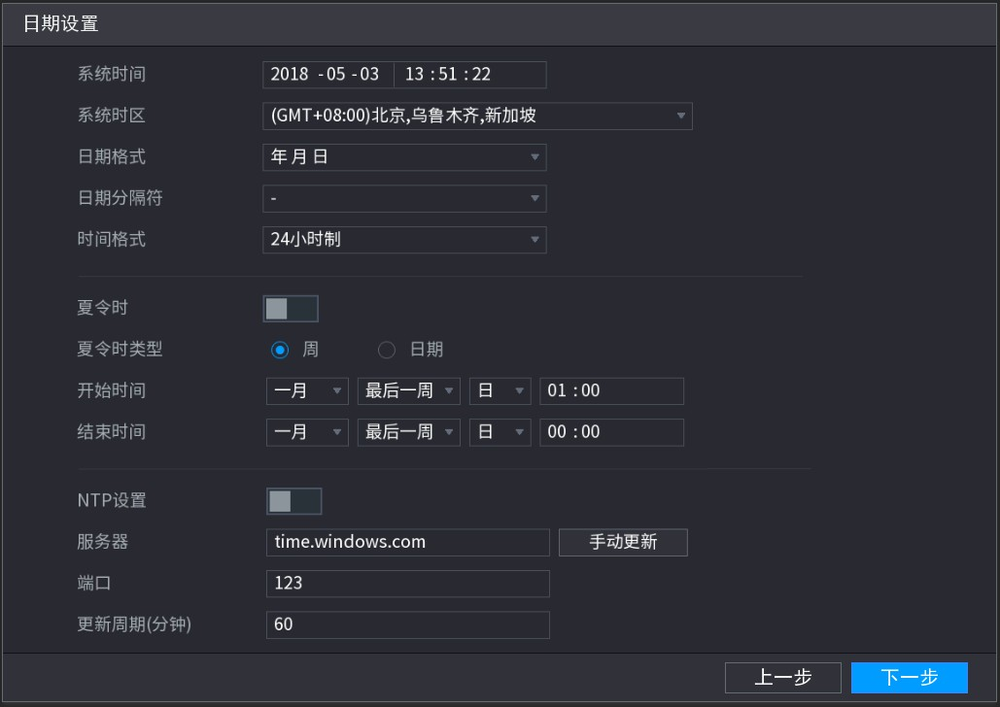 日期设置
系统时间 2018 -05 -03 13 :51 :22
系统时区 (GMT+08:00)北京,乌鲁木齐,新加坡
日期格式 年 月 日
日期分隔符 -
时间格式 24小时制
夏令时
夏令时类型 周 日期
开始时间 一月 最后一周 日 01 :00
结束时间 一月 最后一周 日 00 :00
NTP设置
服务器 time.windows.com 手动更新
端口 123
更新周期(分钟) 60
上一步 下一步